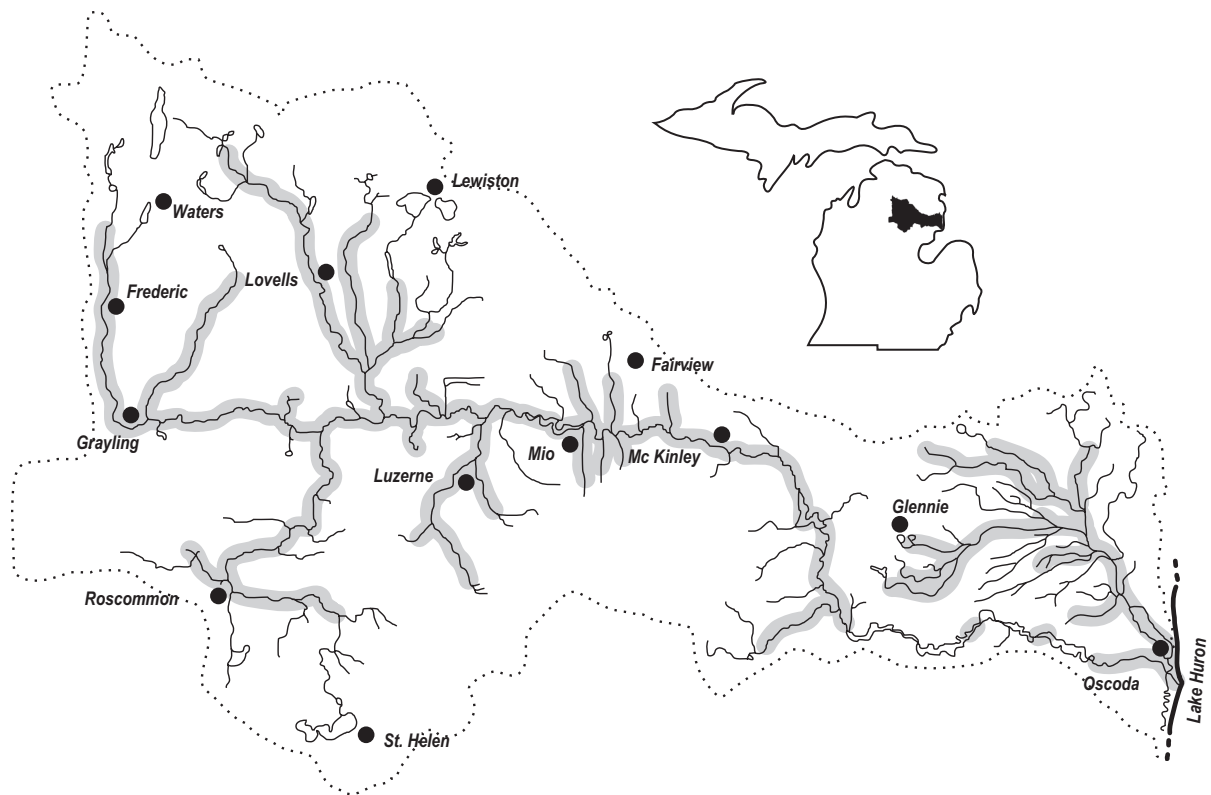 Lewiston
Waters
Lovells
Frederic
Fairview
Grayling
Mio
Mc Kinley
Luzerne
Glennie
Roscommon
Oscoda
Lake Huron
St. Helen